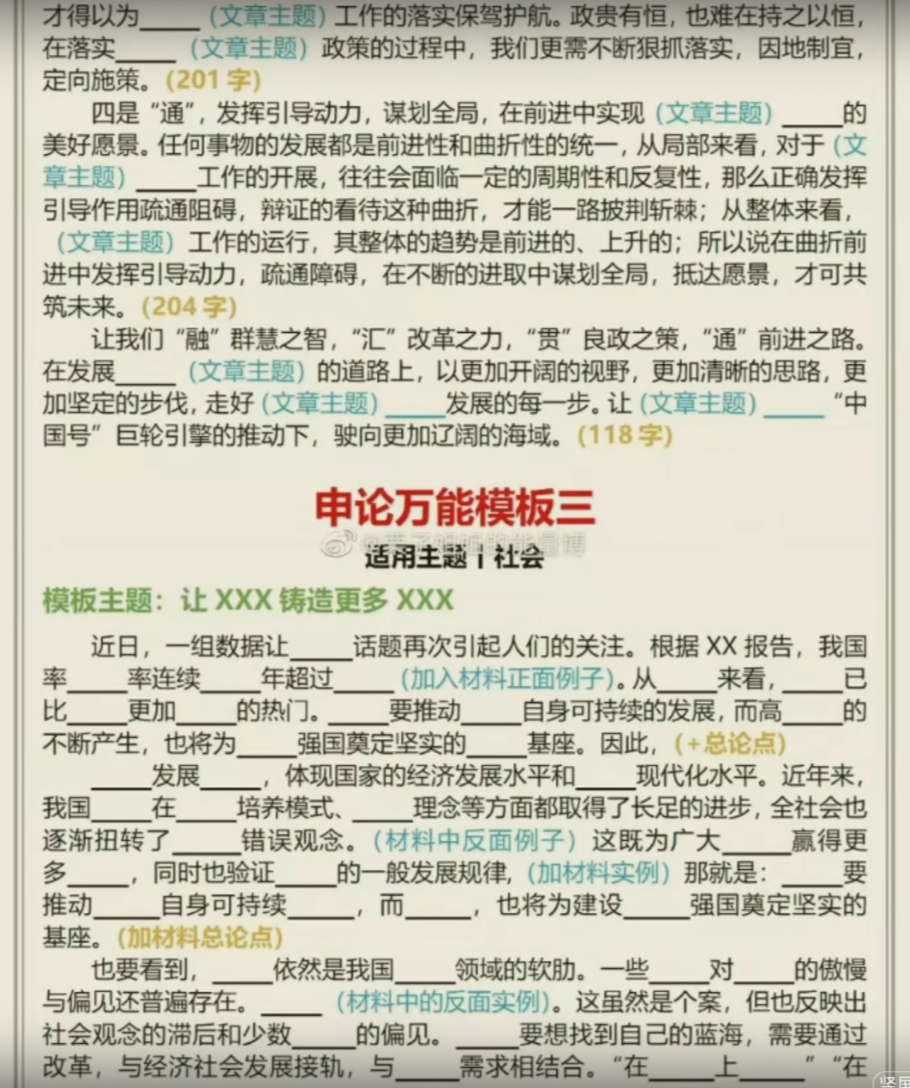 才得以为_____（文章主题）工作的落实保驾护航。政贵有恒，也难在持之以恒，
在落实_____（文章主题）政策的过程中，我们更需不断狠抓落实，因地制宜，
定向施策。（201 字）
四是“通”，发挥引导动力，谋划全局，在前进中实现（文章主题）_____的
美好愿景。任何事物的发展都是前进性和曲折性的统一，从局部来看，对于（文
章主题）_____工作的开展，往往会面临一定的周期性和反复性，那么正确发挥
引导作用疏通阻碍，辩证的看待这种曲折，才能一路披荆斩棘；从整体来看，
（文章主题）工作的运行，其整体的趋势是前进的、上升的；所以说在曲折前
进中发挥引导动力，疏通障碍，在不断的进取中谋划全局，抵达愿景，才可共
筑未来。（204 字）
让我们“融”群慧之智，“汇”改革之力，“贯”良政之策，“通”前进之路。
在发展_____（文章主题）的道路上，以更加开阔的视野，更加清晰的思路，更
加坚定的步伐，走好（文章主题）_____发展的每一步。让（文章主题）_____“中
国号”巨轮引擎的推动下，驶向更加辽阔的海域。（118 字）
申论万能模板三
适用主题丨社会
模板主题：让 XXX 铸造更多 XXX
近日，一组数据让_____话题再次引起人们的关注。根据 XX 报告，我国
率_____率连续_____年超过_____（加入材料正面例子）。从_____来看，_____已
比_____更加_____的热门。_____要推动_____自身可持续的发展，而高_____的
不断产生，也将为_____强国奠定坚实的_____基座。因此，（+总论点）
_____发展_____，体现国家的经济发展水平和_____现代化水平。近年来，
我国_____在_____培养模式、_____理念等方面都取得了长足的进步，全社会也
逐渐扭转了_____错误观念。（材料中反面例子）这既为广大_____赢得更
多_____，同时也验证_____的一般发展规律，（加材料实例）那就是：_____要
推动_____自身可持续_____，而_____，也将为建设_____强国奠定坚实的
基座。（加材料总论点）
也要看到，_____依然是我国_____领域的软肋。一些_____对_____的傲慢
与偏见还普遍存在。_____（材料中的反面实例）。这虽然是个案，但也反映出
社会观念的滞后和少数_____的偏见。_____要想找到自己的蓝海，需要通过
改革，与经济社会发展接轨，与_____需求相结合。“在_____上_____”“在
竖屏